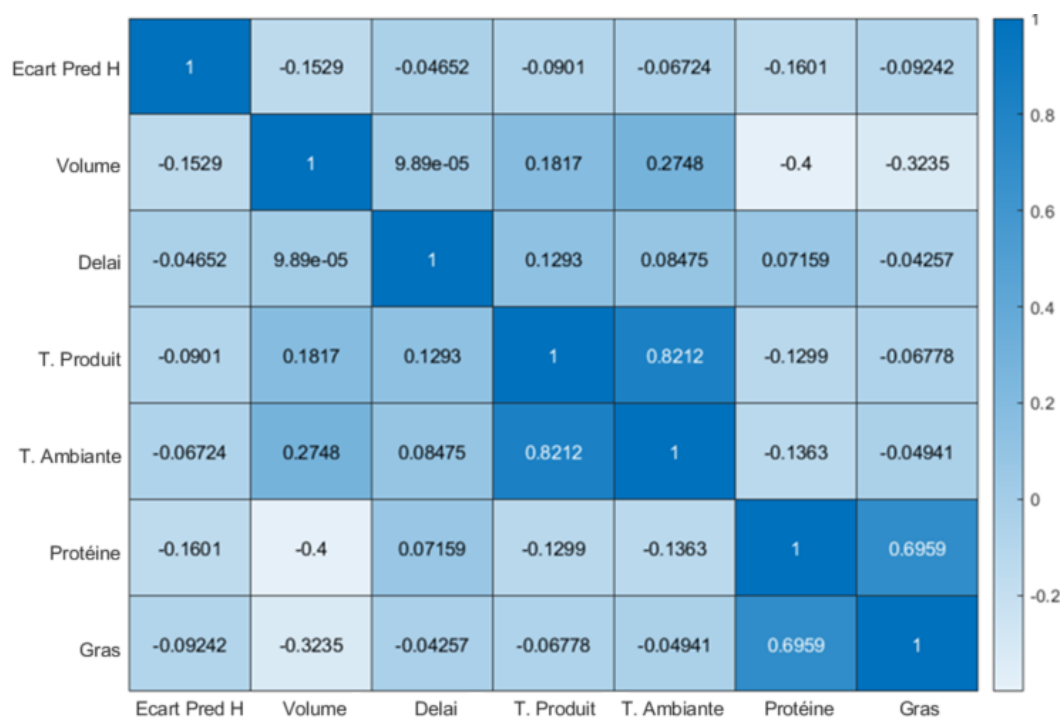 Ecart Pred H 1 -0.1529 -0.04652 -0.0901 -0.06724 -0.1601 -0.09242
Volume -0.1529 1 9.89e-05 0.1817 0.2748 -0.4 -0.3235
Delai -0.04652 9.89e-05 1 0.1293 0.08475 0.07159 -0.04257
T. Produit -0.0901 0.1817 0.1293 1 0.8212 -0.1299 -0.06778
T. Ambiante -0.06724 0.2748 0.08475 0.8212 1 -0.1363 -0.04941
Protéine -0.1601 -0.4 0.07159 -0.1299 -0.1363 1 0.6959
Gras -0.09242 -0.3235 -0.04257 -0.06778 -0.04941 0.6959 1
Ecart Pred H Volume Delai T. Produit T. Ambiante Protéine Gras
1
0.8
0.6
0.4
0.2
0
-0.2